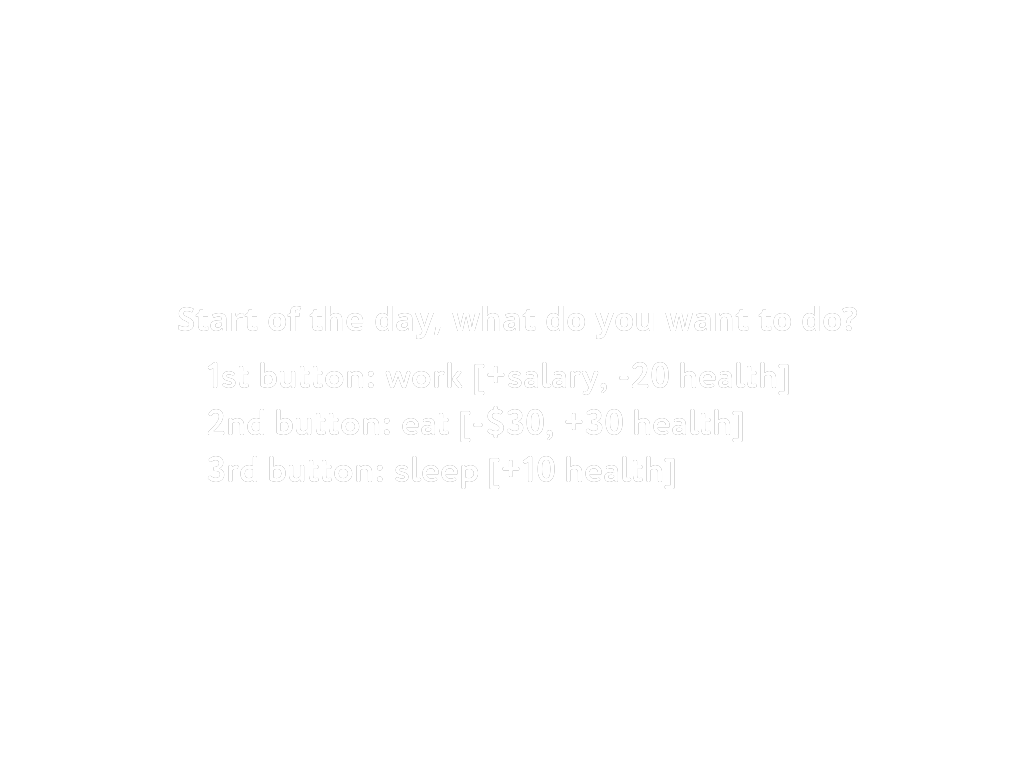 Start of the day, what do you want to do?
1st button: work [+salary, -20 health]
2nd button: eat [-$30, +30 health]
3rd button: sleep [+10 health]